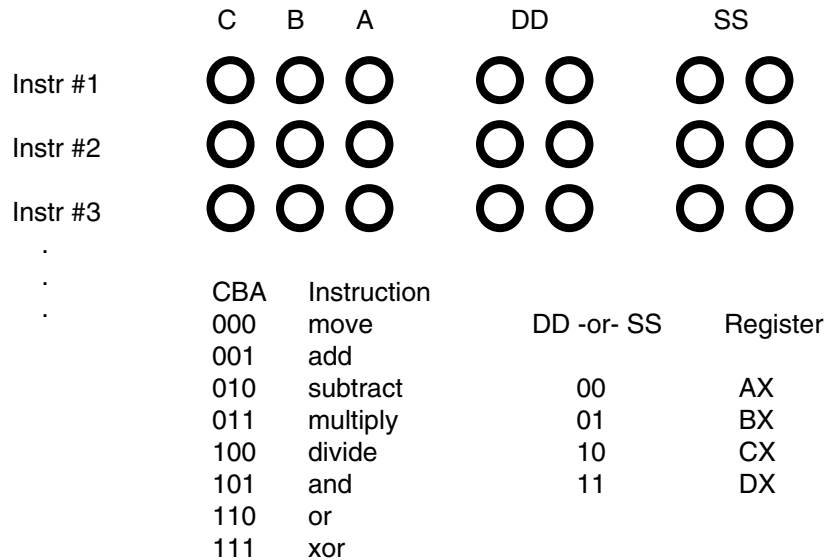 C B A DD SS
Instr #1
Instr #2
Instr #3
.
.
.
CBA Instruction
000 move DD -or- SS Register
001 add
010 subtract 00 AX
011 multiply 01 BX
100 divide 10 CX
101 and 11 DX
110 or
111 xor